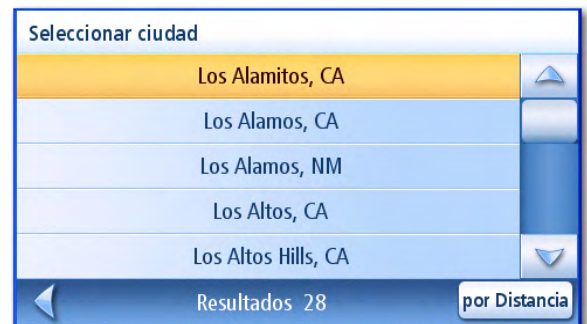 Seleccionar ciudad
Los Alamitos, CA
Los Alamos, CA
Los Alamos, NM
Los Altos, CA
Los Altos Hills, CA
Resultados 28
por Distancia